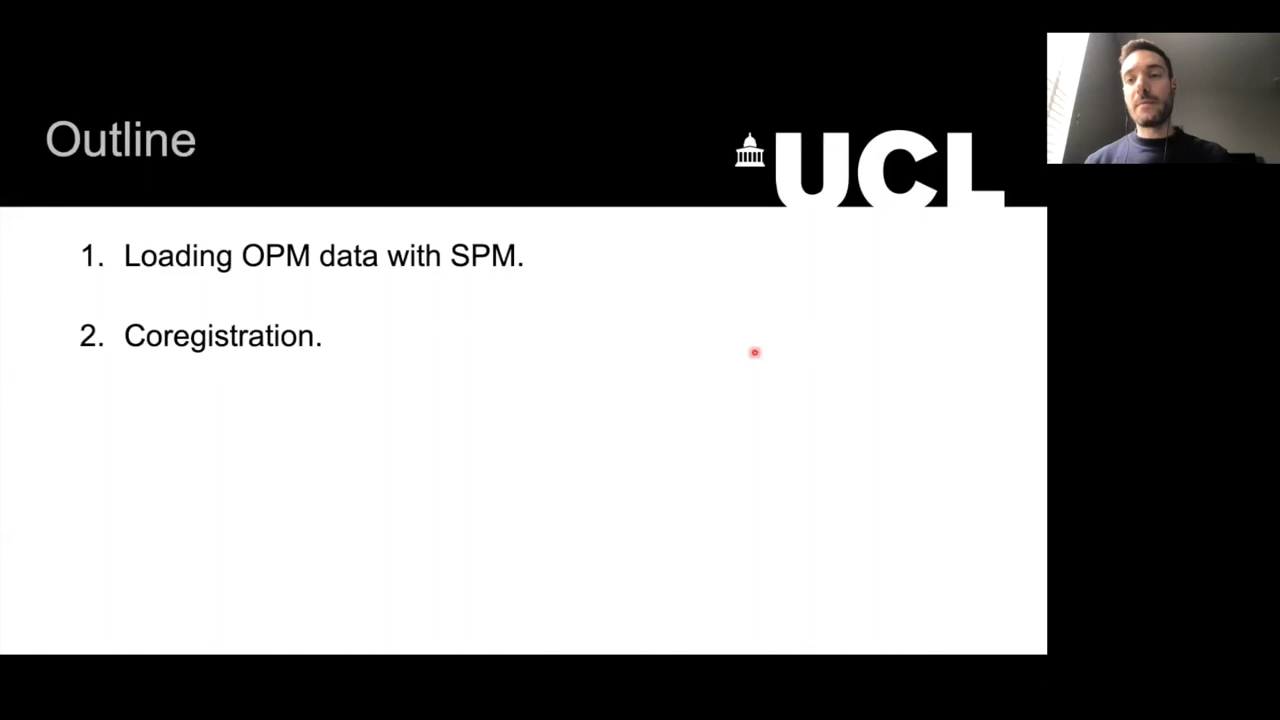 Outline
UCL
1. Loading OPM data with SPM.
2. Coregistration.